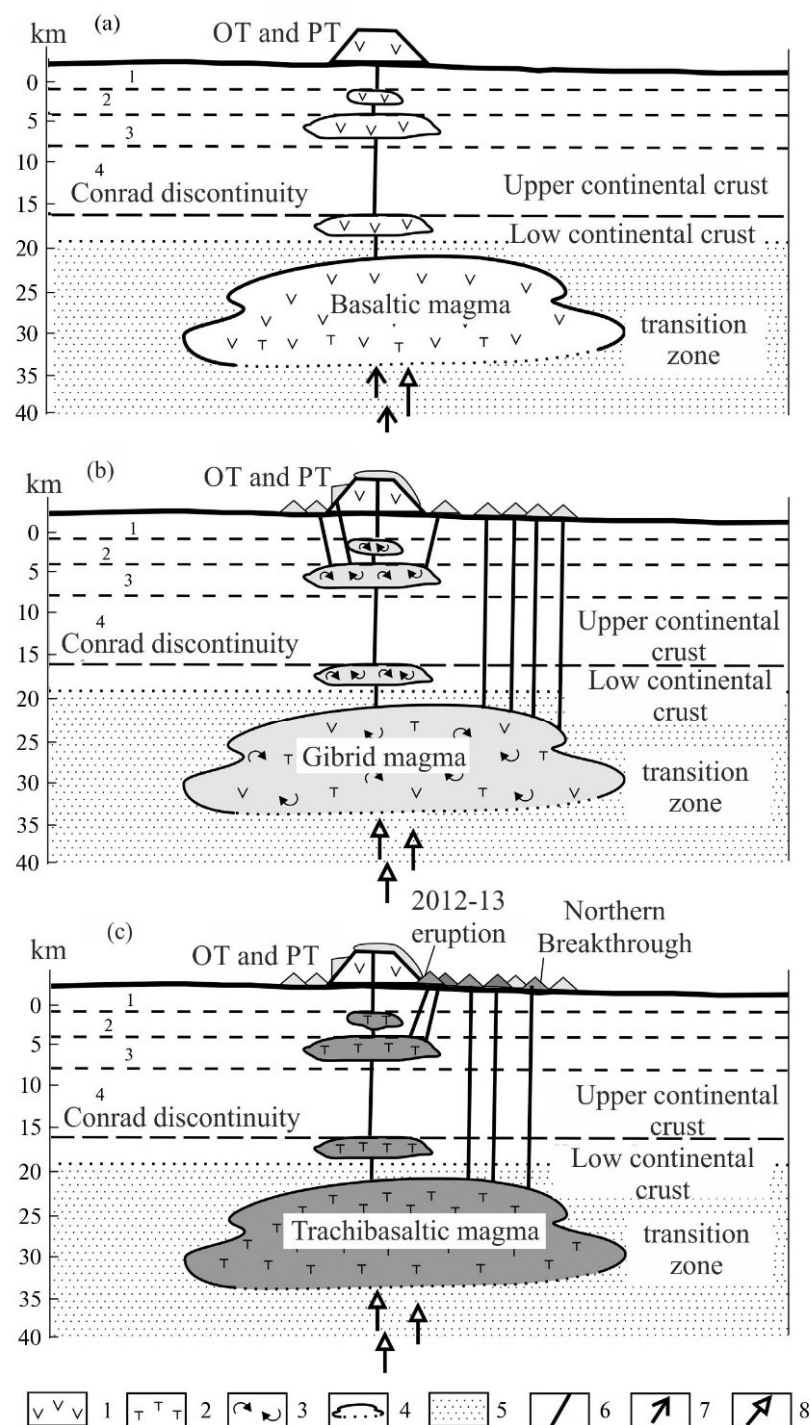 (a)
km
OT and PT
0
1
2
5
3
10
4
Conrad discontinuity
Upper continental crust
15
Low continental crust
20
25
Basaltic magma
30
transition
zone
35
40
(b)
km
OT and PT
0
1
2
5
3
10
4
Conrad discontinuity
Upper continental
crust
15
Low continental
crust
20
25
Gibrid magma
30
transition
zone
35
40
(c)
km
OT and PT
2012-13
eruption
Northern
Breakthrough
0
1
2
5
3
10
4
Conrad discontinuity
Upper continental
crust
15
Low continental
crust
20
25
Trachibasaltic magma
30
transition
zone
35
40
1 2 3 4 5 6 7 8